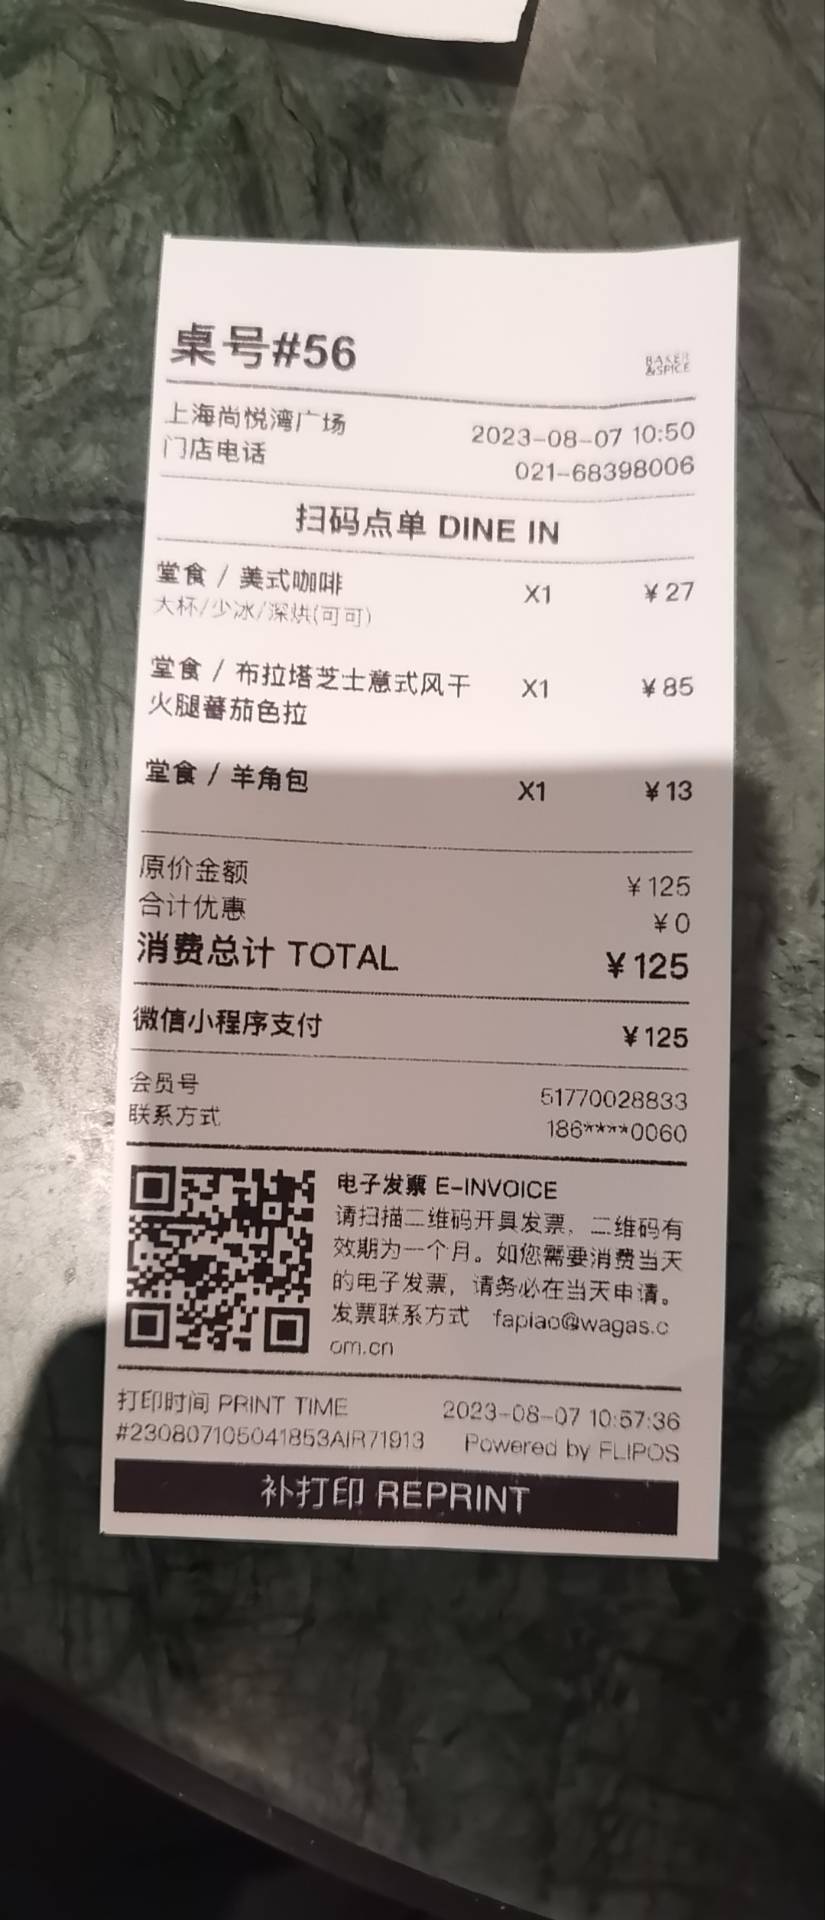 桌号#56
BAKER
&SPICE
上海尚悦湾广场 2023-08-07 10:50
门店电话 021-68398006
扫码点单 DINE IN
堂食 / 美式咖啡 X1 ¥27
大杯/少冰/深烘(可可)
堂食 / 布拉塔芝士意式风干 X1 ¥85
火腿蕃茄色拉
堂食 / 羊角包 X1 ¥13
原价金额 ¥125
合计优惠 ¥0
消费总计 TOTAL ¥125
微信小程序支付 ¥125
会员号 51770028833
联系方式 186****0060
电子发票 E-INVOICE
请扫描二维码开具发票，二维码有
效期为一个月。如您需要消费当天
的电子发票，请务必在当天申请。
发票联系方式 fapiao@wagas.c
om.cn
打印时间 PRINT TIME 2023-08-07 10:57:36
#230807105041853AIR71913 Powered by FLIPOS
补打印 REPRINT